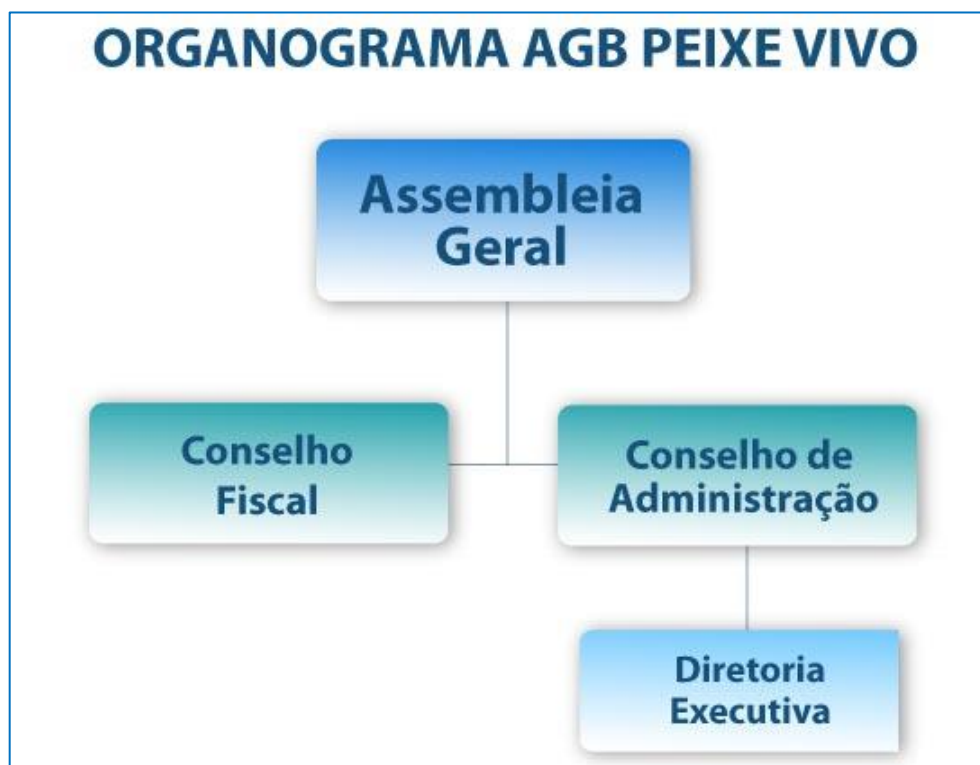 ORGANOGRAMA AGB PEIXE VIVO
Assembleia
Geral
Conselho
Fiscal
Conselho de
Administração
Diretoria
Executiva